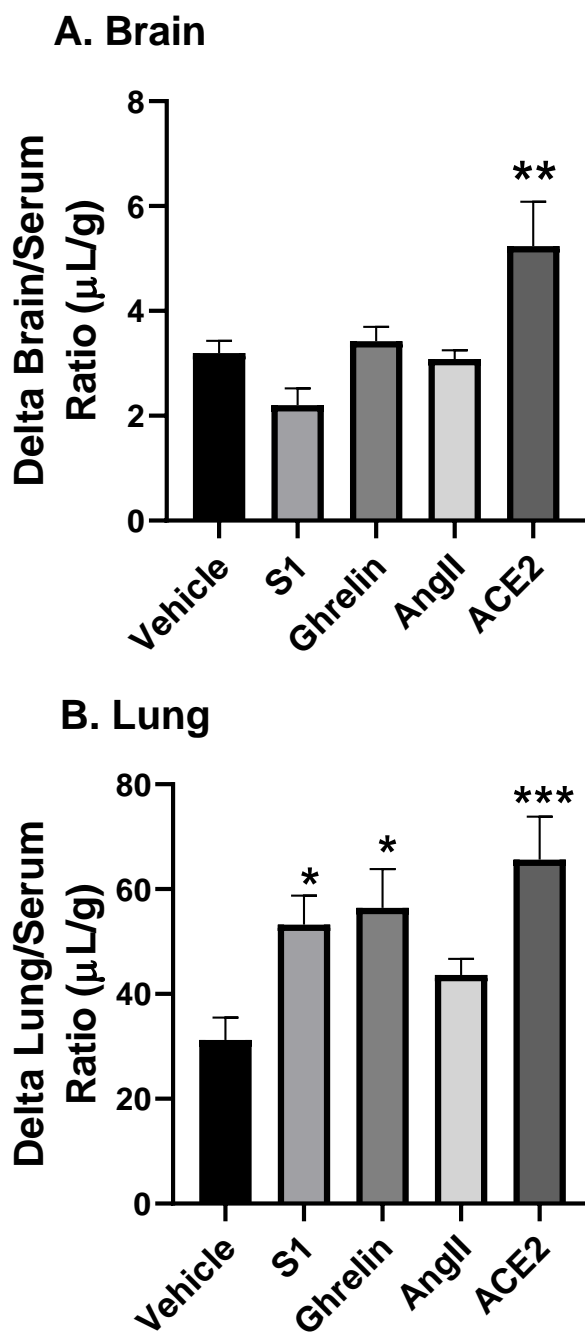 A. Brain
Delta Brain/Serum
Ratio (μL/g)
8
6
4
2
0
**
Vehicle
S1
Ghrelin
AngII
ACE2
B. Lung
Delta Lung/Serum
Ratio (μL/g)
80
60
40
20
0
*
*
***
Vehicle
S1
Ghrelin
AngII
ACE2